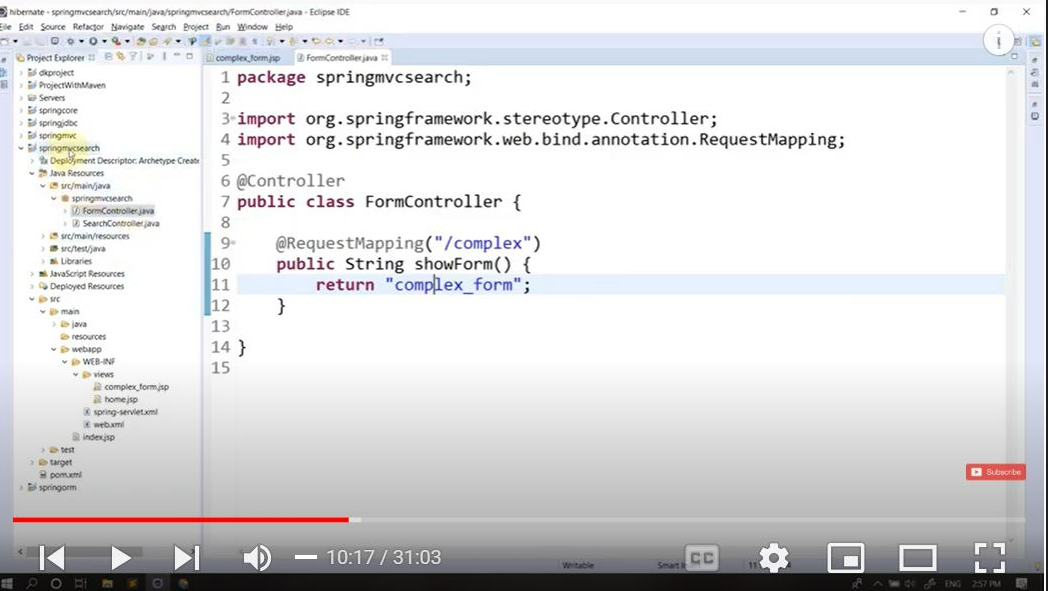 hibernate - springmvcsearch/src/main/java/springmvcsearch/FormController.java - Eclipse IDE
File Edit Source Refactor Navigate Search Project Run Window Help
Project Explorer
complex_form.jsp
FormController.java
dkproject
ProjectWithMaven
Servers
springcore
springjdbc
springmvc
springmvcsearch
Deployment Descriptor: Archetype Create
Java Resources
src/main/java
springmvcsearch
FormController.java
SearchController.java
src/main/resources
src/test/java
Libraries
JavaScript Resources
Deployed Resources
src
main
java
resources
webapp
WEB-INF
views
complex_form.jsp
home.jsp
spring-servlet.xml
web.xml
index.jsp
test
target
pom.xml
springorm
1 package springmvcsearch;
2
3 import org.springframework.stereotype.Controller;
4 import org.springframework.web.bind.annotation.RequestMapping;
5
6 @Controller
7 public class FormController {
8
9 @RequestMapping("/complex")
10 public String showForm() {
11 return "complex_form";
12 }
13
14 }
15
Subscribe
10:17 / 31:03
CC
Writable
Smart In
ENG 2:57 PM